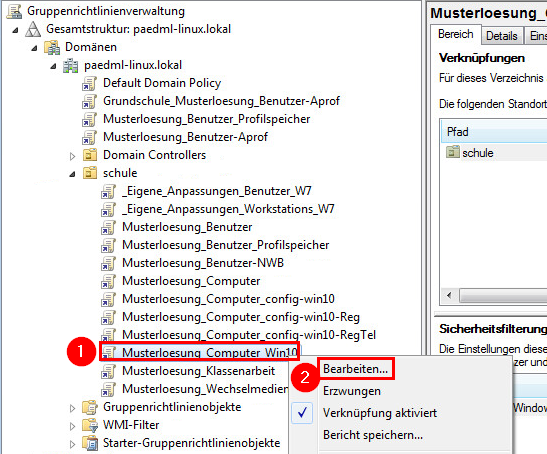 Gruppenrichtlinienverwaltung
Gesamtstruktur: paedml-linux.lokal
Domänen
paedml-linux.lokal
Default Domain Policy
Grundschule_Musterloesung_Benutzer-Aprof
Musterloesung_Benutzer_Profilspeicher
Musterloesung_Benutzer-Aprof
Domain Controllers
schule
_Eigene_Anpassungen_Benutzer_W7
_Eigene_Anpassungen_Workstations_W7
Musterloesung_Benutzer
Musterloesung_Benutzer_Profilspeicher
Musterloesung_Benutzer-NWB
Musterloesung_Computer
Musterloesung_Computer_config-win10
Musterloesung_Computer_config-win10-Reg
Musterloesung_Computer_config-win10-RegTel
1 Musterloesung_Computer_Win10
Musterloesung_Klassenarbeit
Musterloesung_Wechselmedien
Gruppenrichtlinienobjekte
WMI-Filter
Starter-Gruppenrichtlinienobjekte
2 Bearbeiten...
Erzwungen
Verknüpfung aktiviert
Bericht speichern...
Musterloesung_
Bereich Details Eins
Verknüpfungen
Für dieses Verzeichnis
Die folgenden Standort
Pfad
schule
Sicherheitsfilterung
Die Einstellungen diese
zer und
Window